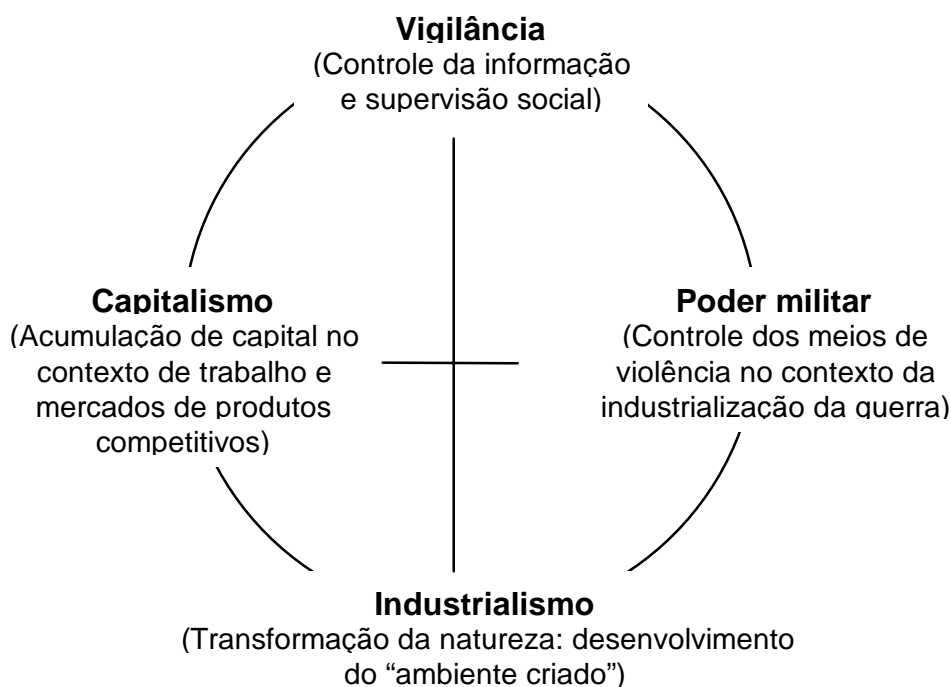 Vigilância
(Controle da informação
e supervisão social)
Capitalismo
(Acumulação de capital no
contexto de trabalho e
mercados de produtos
competitivos)
Poder militar
(Controle dos meios de
violência no contexto da
industrialização da guerra)
Industrialismo
(Transformação da natureza: desenvolvimento
do “ambiente criado”)